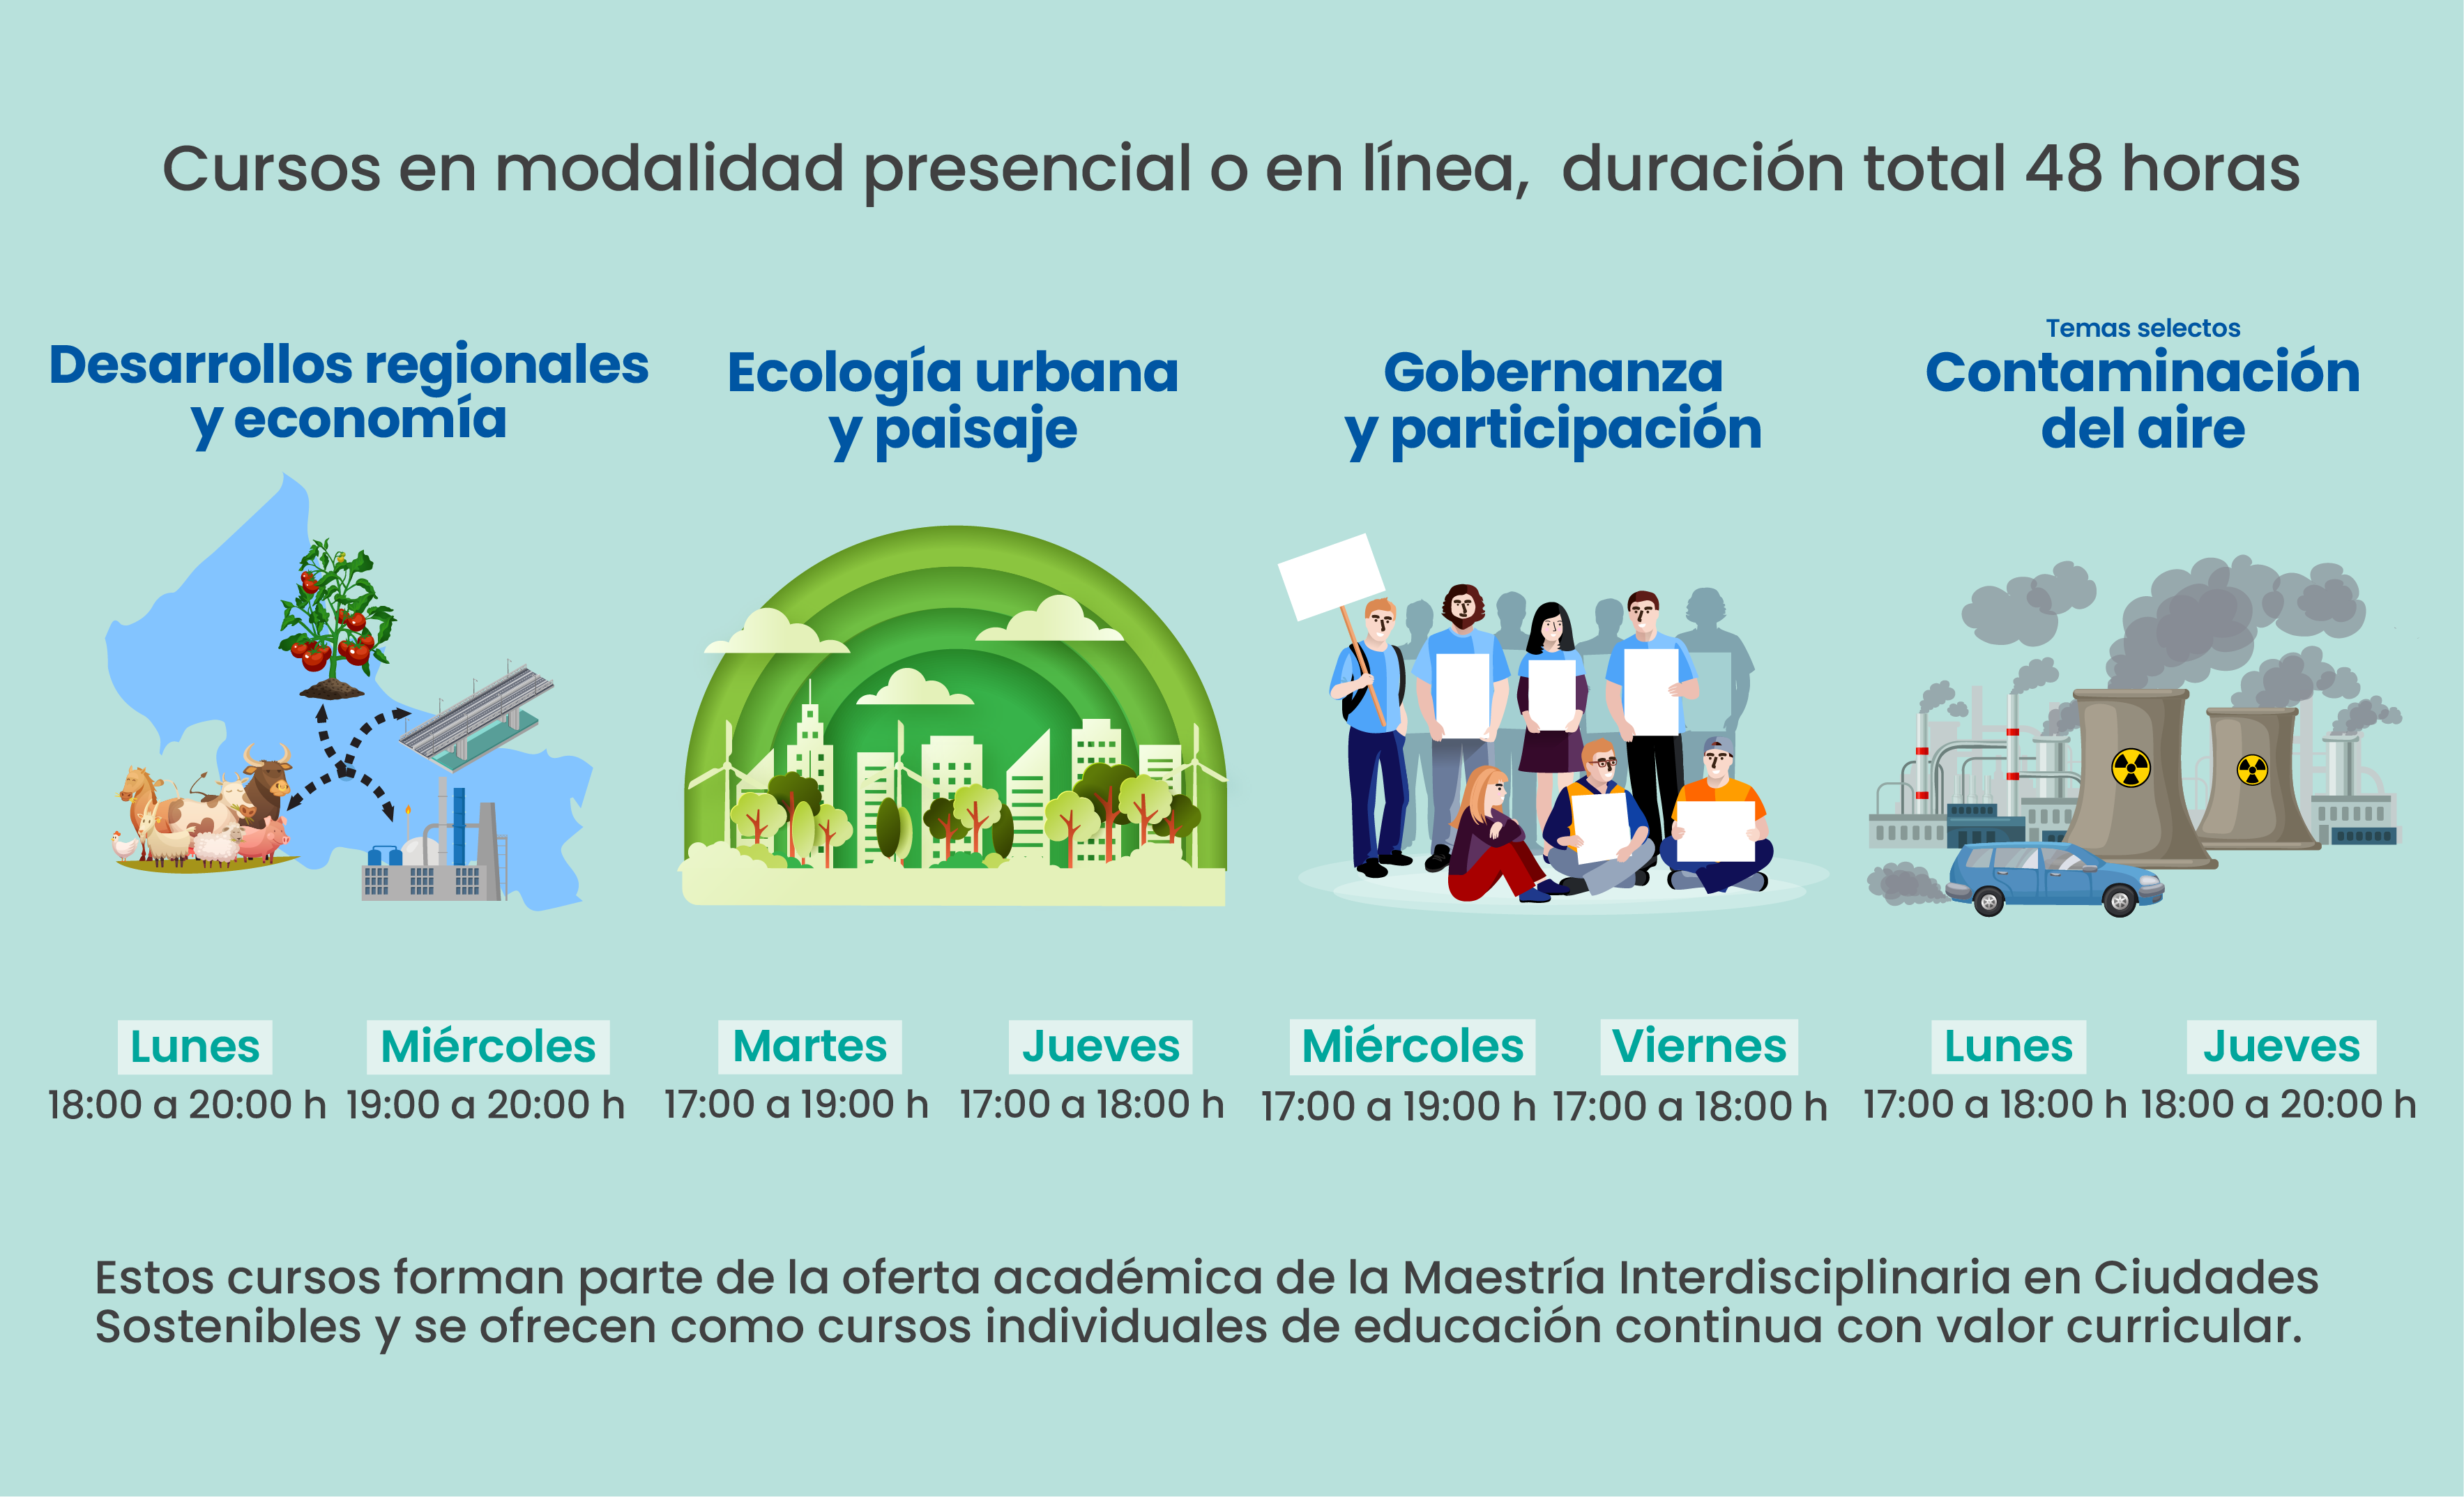 Cursos en modalidad presencial o en línea, duración total 48 horas
Desarrollos regionales
y economía
Lunes
18:00 a 20:00 h
Miércoles
19:00 a 20:00 h
Ecología urbana
y paisaje
Martes
17:00 a 19:00 h
Jueves
17:00 a 18:00 h
Gobernanza
y participación
Miércoles
17:00 a 19:00 h
Viernes
17:00 a 18:00 h
Temas selectos
Contaminación
del aire
Lunes
17:00 a 18:00 h
Jueves
18:00 a 20:00 h
Estos cursos forman parte de la oferta académica de la Maestría Interdisciplinaria en Ciudades
Sostenibles y se ofrecen como cursos individuales de educación continua con valor curricular.